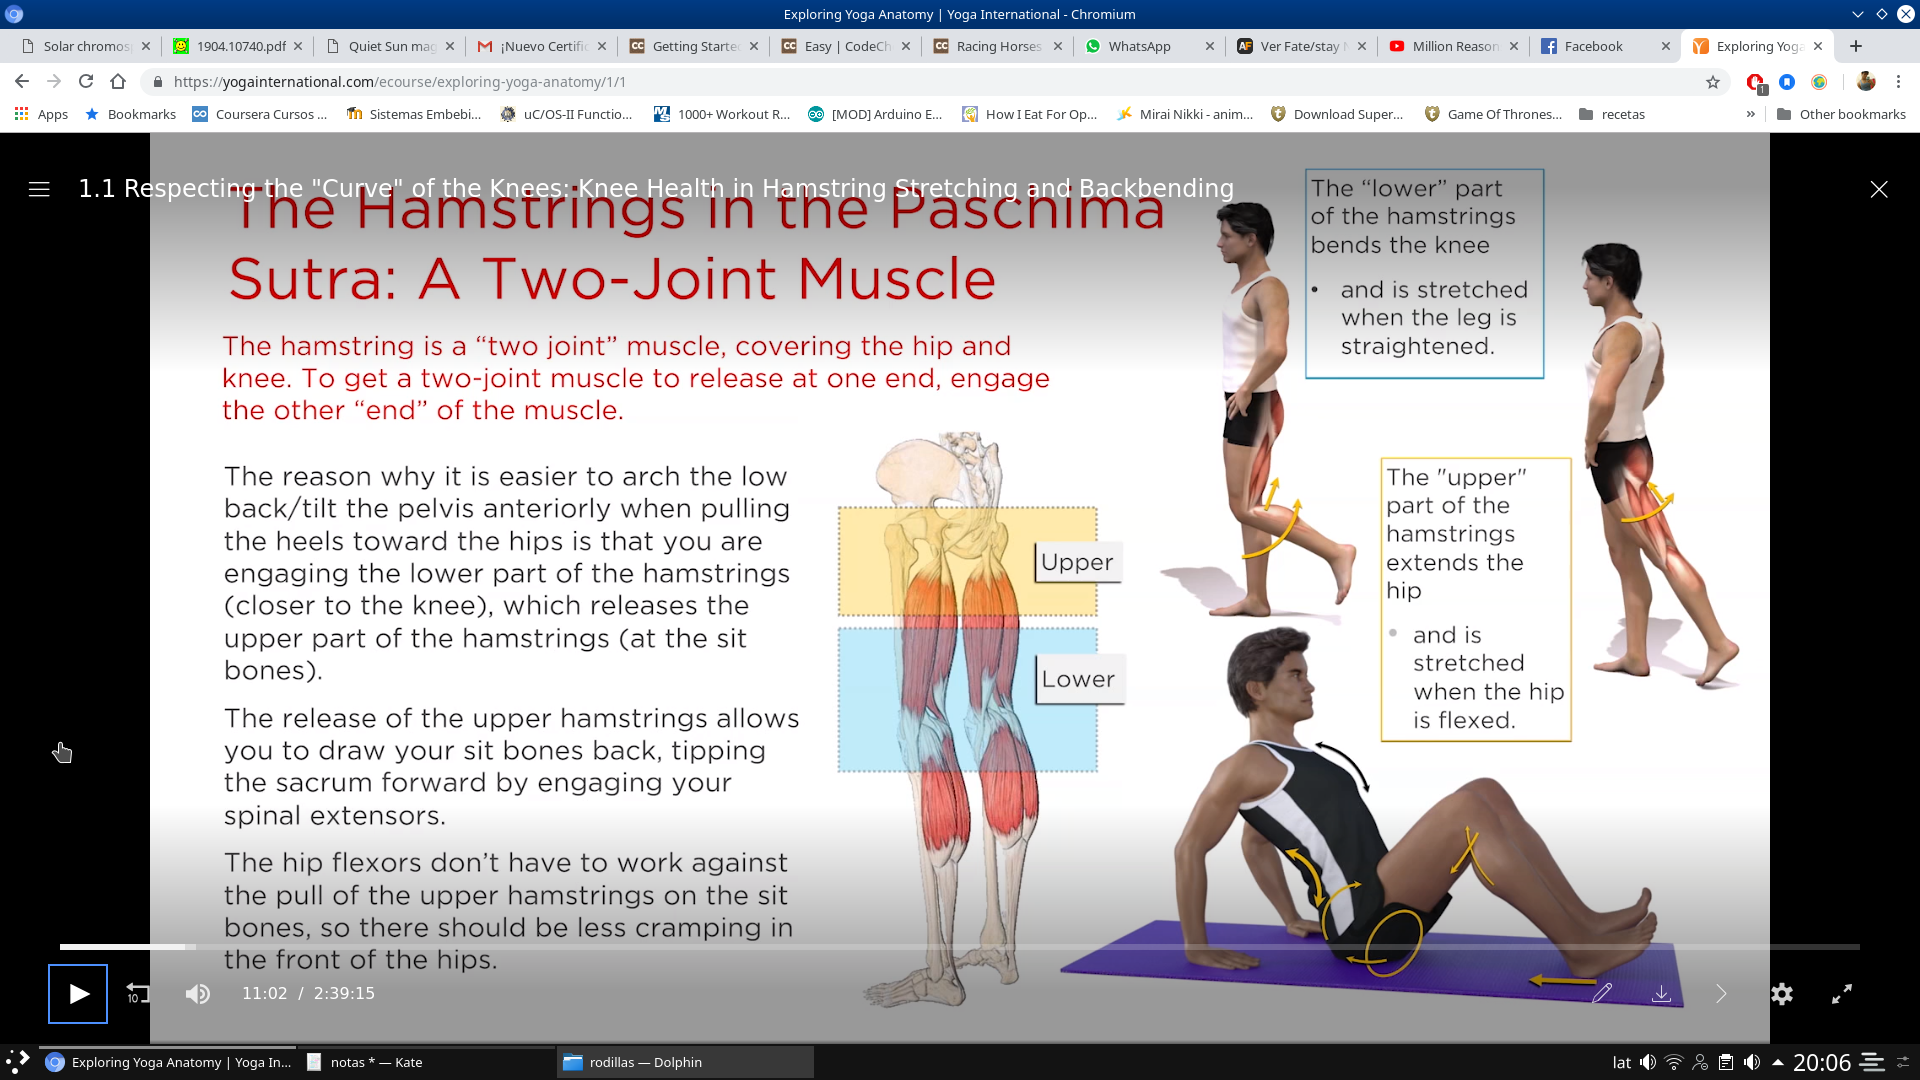 Exploring Yoga Anatomy | Yoga International - Chromium
Solar chromos
1904.10740.pdf
Quiet Sun mag
¡Nuevo Certific
Getting Starte
Easy | CodeCh
Racing Horses
WhatsApp
Ver Fate/stay N
Million Reason
Facebook
Exploring Yoga
https://yogainternational.com/ecourse/exploring-yoga-anatomy/1/1
1
Apps
Bookmarks
Coursera Cursos ...
Sistemas Embebi...
uC/OS-II Functio...
1000+ Workout R...
[MOD] Arduino E...
How I Eat For Op...
Mirai Nikki - anim...
Download Super...
Game Of Thrones...
recetas
»
Other bookmarks
1.1 Respecting the "Curve" of the Knees: Knee Health in Hamstring Stretching and Backbending
The Hamstrings in the Paschima
Sutra: A Two-Joint Muscle
The hamstring is a “two joint” muscle, covering the hip and
knee. To get a two-joint muscle to release at one end, engage
the other “end” of the muscle.
The reason why it is easier to arch the low
back/tilt the pelvis anteriorly when pulling
the heels toward the hips is that you are
engaging the lower part of the hamstrings
(closer to the knee), which releases the
upper part of the hamstrings (at the sit
bones).
The release of the upper hamstrings allows
you to draw your sit bones back, tipping
the sacrum forward by engaging your
spinal extensors.
The hip flexors don’t have to work against
the pull of the upper hamstrings on the sit
bones, so there should be less cramping in
the front of the hips.
Upper
Lower
The “lower” part
of the hamstrings
bends the knee
• and is stretched
when the leg is
straightened.
The "upper"
part of the
hamstrings
extends the
hip
• and is
stretched
when the hip
is flexed.
10
11:02 / 2:39:15
Exploring Yoga Anatomy | Yoga In...
notas * — Kate
rodillas — Dolphin
lat
20:06